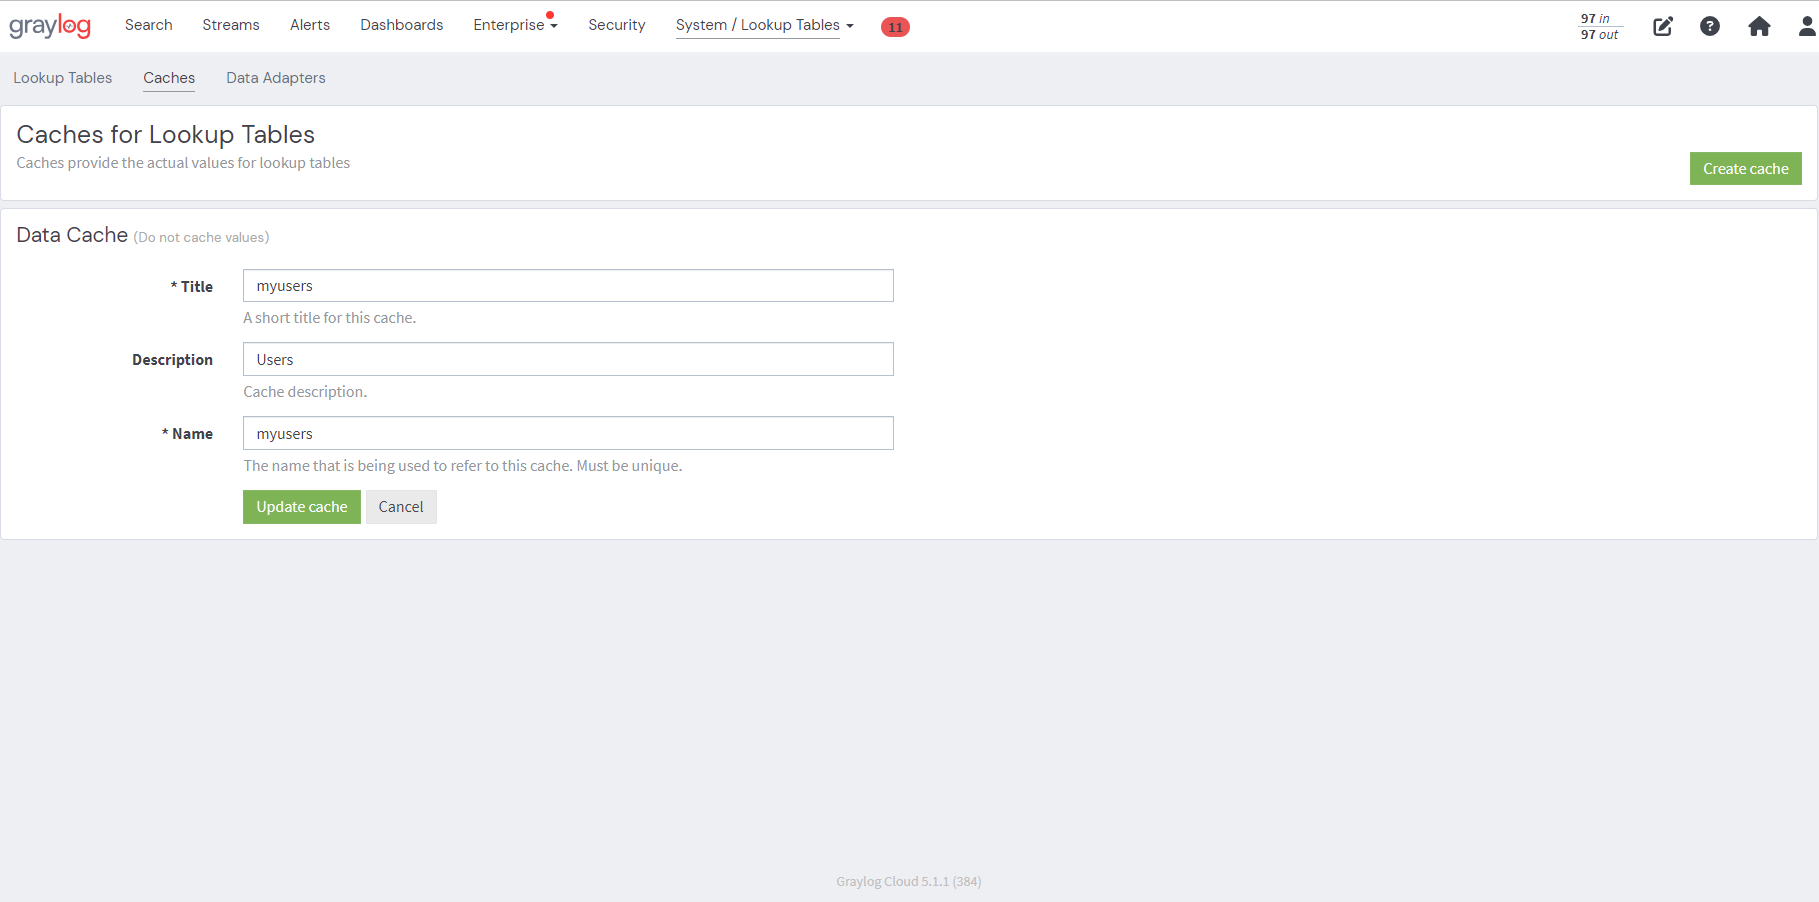 graylog Search Streams Alerts Dashboards Enterprise Security System / Lookup Tables 11 97 in
97 out
Lookup Tables Caches Data Adapters
Caches for Lookup Tables
Caches provide the actual values for lookup tables
Create cache
Data Cache (Do not cache values)
* Title myusers
A short title for this cache.
Description Users
Cache description.
* Name myusers
The name that is being used to refer to this cache. Must be unique.
Update cache Cancel
Graylog Cloud 5.1.1 (384)